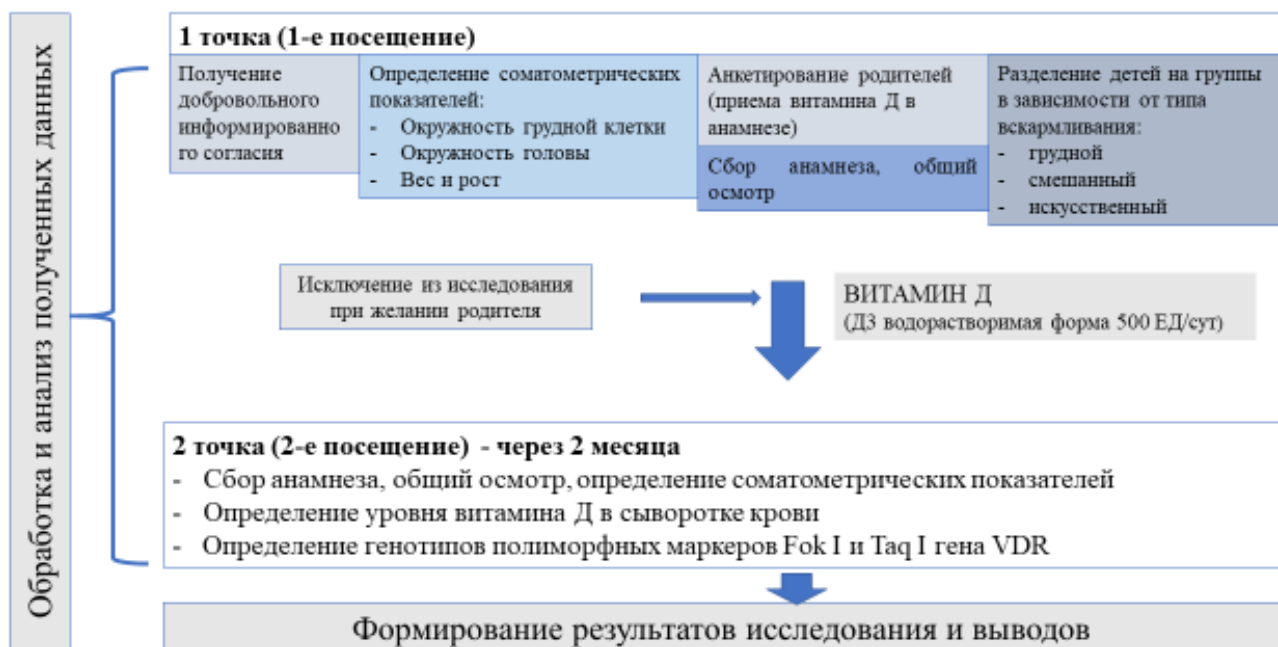 Обработка и анализ полученных данных
1 точка (1-е посещение)
Получение
добровольного
информированно
го согласия
Определение соматометрических
показателей:
- Окружность грудной клетки
- Окружность головы
- Вес и рост
Анкетирование родителей
(приема витамина Д в
анамнезе)
Сбор анамнеза, общий
осмотр
Разделение детей на группы
в зависимости от типа
вскармливания:
- грудной
- смешанный
- искусственный
Исключение из исследования
при желании родителя
ВИТАМИН Д
(Д3 водорастворимая форма 500 ЕД/сут)
2 точка (2-е посещение) - через 2 месяца
- Сбор анамнеза, общий осмотр, определение соматометрических показателей
- Определение уровня витамина Д в сыворотке крови
- Определение генотипов полиморфных маркеров Fok I и Taq I гена VDR
Формирование результатов исследования и выводов